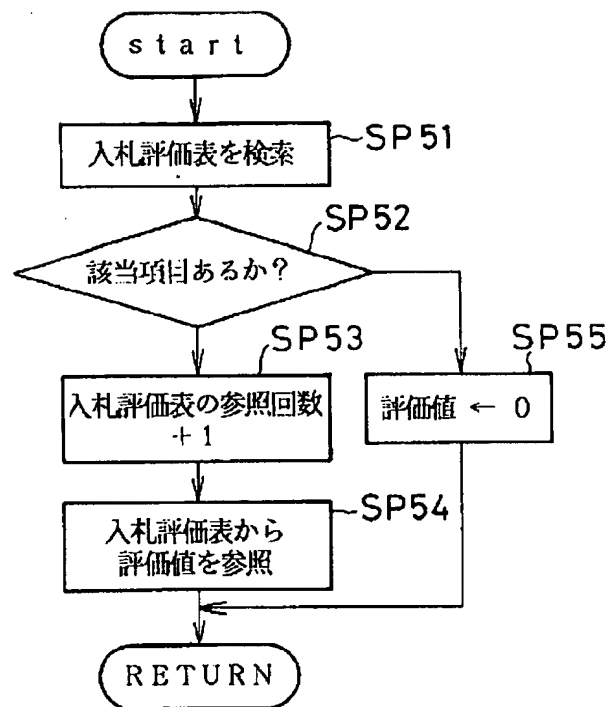 start
入札評価表を検索
SP51
該当項目あるか?
SP52
入札評価表の参照回数
+1
SP53
評価値 ← 0
SP55
入札評価表から
評価値を参照
SP54
RETURN